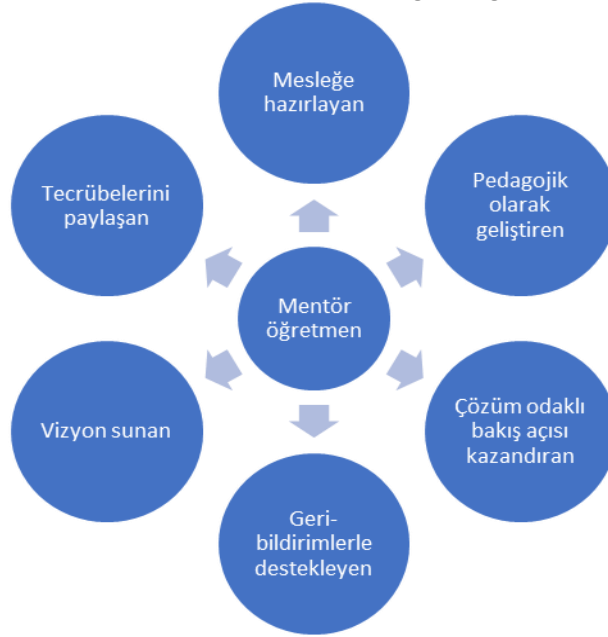 Mesleğe
hazırlayan
Pedagojik
olarak
geliştiren
Çözüm odaklı
bakış açısı
kazandıran
Geri-
bildirimlerle
destekleyen
Vizyon sunan
Tecrübelerini
paylaşan
Mentör
öğretmen